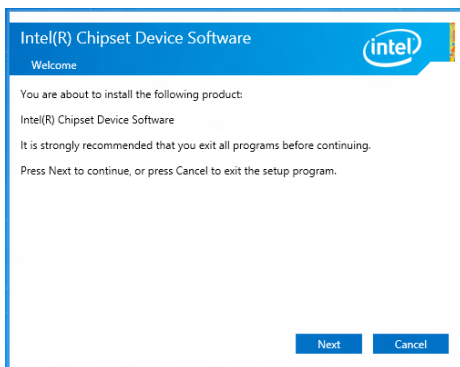 Intel(R) Chipset Device Software
intel
Welcome
You are about to install the following product:
Intel(R) Chipset Device Software
It is strongly recommended that you exit all programs before continuing.
Press Next to continue, or press Cancel to exit the setup program.
Next Cancel